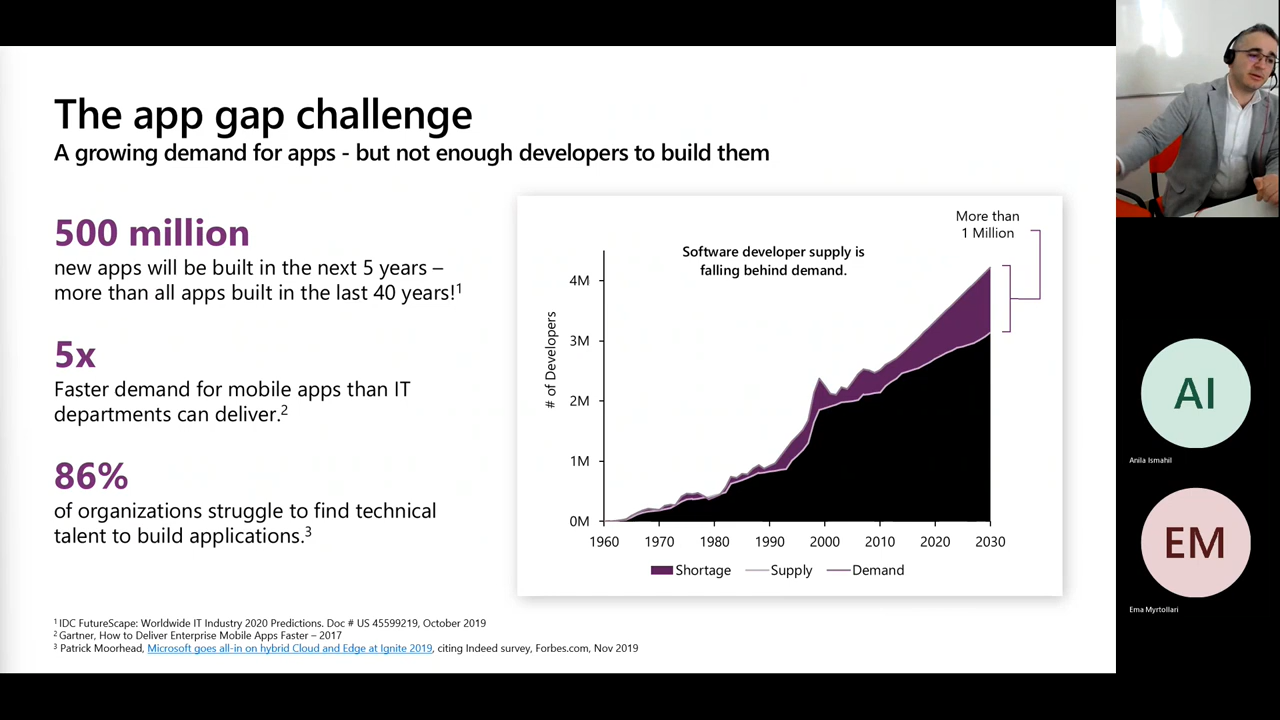 The app gap challenge
A growing demand for apps - but not enough developers to build them
500 million
new apps will be built in the next 5 years –
more than all apps built in the last 40 years!¹
5x
Faster demand for mobile apps than IT
departments can deliver.²
86%
of organizations struggle to find technical
talent to build applications.³
More than
1 Million
Software developer supply is
falling behind demand.
# of Developers
4M
3M
2M
1M
0M
1960 1970 1980 1990 2000 2010 2020 2030
Shortage Supply Demand
¹ IDC FutureScape: Worldwide IT Industry 2020 Predictions. Doc # US 45599219, October 2019
² Gartner, How to Deliver Enterprise Mobile Apps Faster – 2017
³ Patrick Moorhead, Microsoft goes all-in on hybrid Cloud and Edge at Ignite 2019, citing Indeed survey, Forbes.com, Nov 2019
AI
Anila Ismahil
EM
Ema Myrtollari